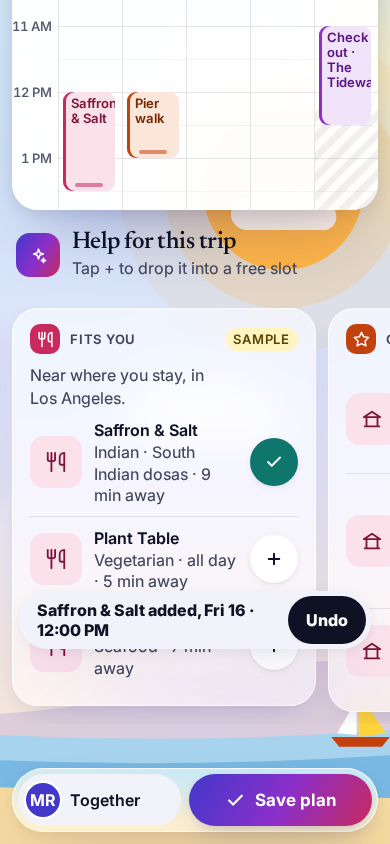 11 AM
Check
out ·
The
Tidewa
12 PM
Saffron
& Salt
Pier
walk
1 PM
Help for this trip
Tap + to drop it into a free slot
FITS YOU
SAMPLE
Near where you stay, in
Los Angeles.
Saffron & Salt
Indian · South
Indian dosas · 9
min away
Plant Table
Vegetarian · all day
· 5 min away
Saffron & Salt added, Fri 16 ·
12:00 PM
Undo
Seafood · 7 min
away
MR
Together
Save plan